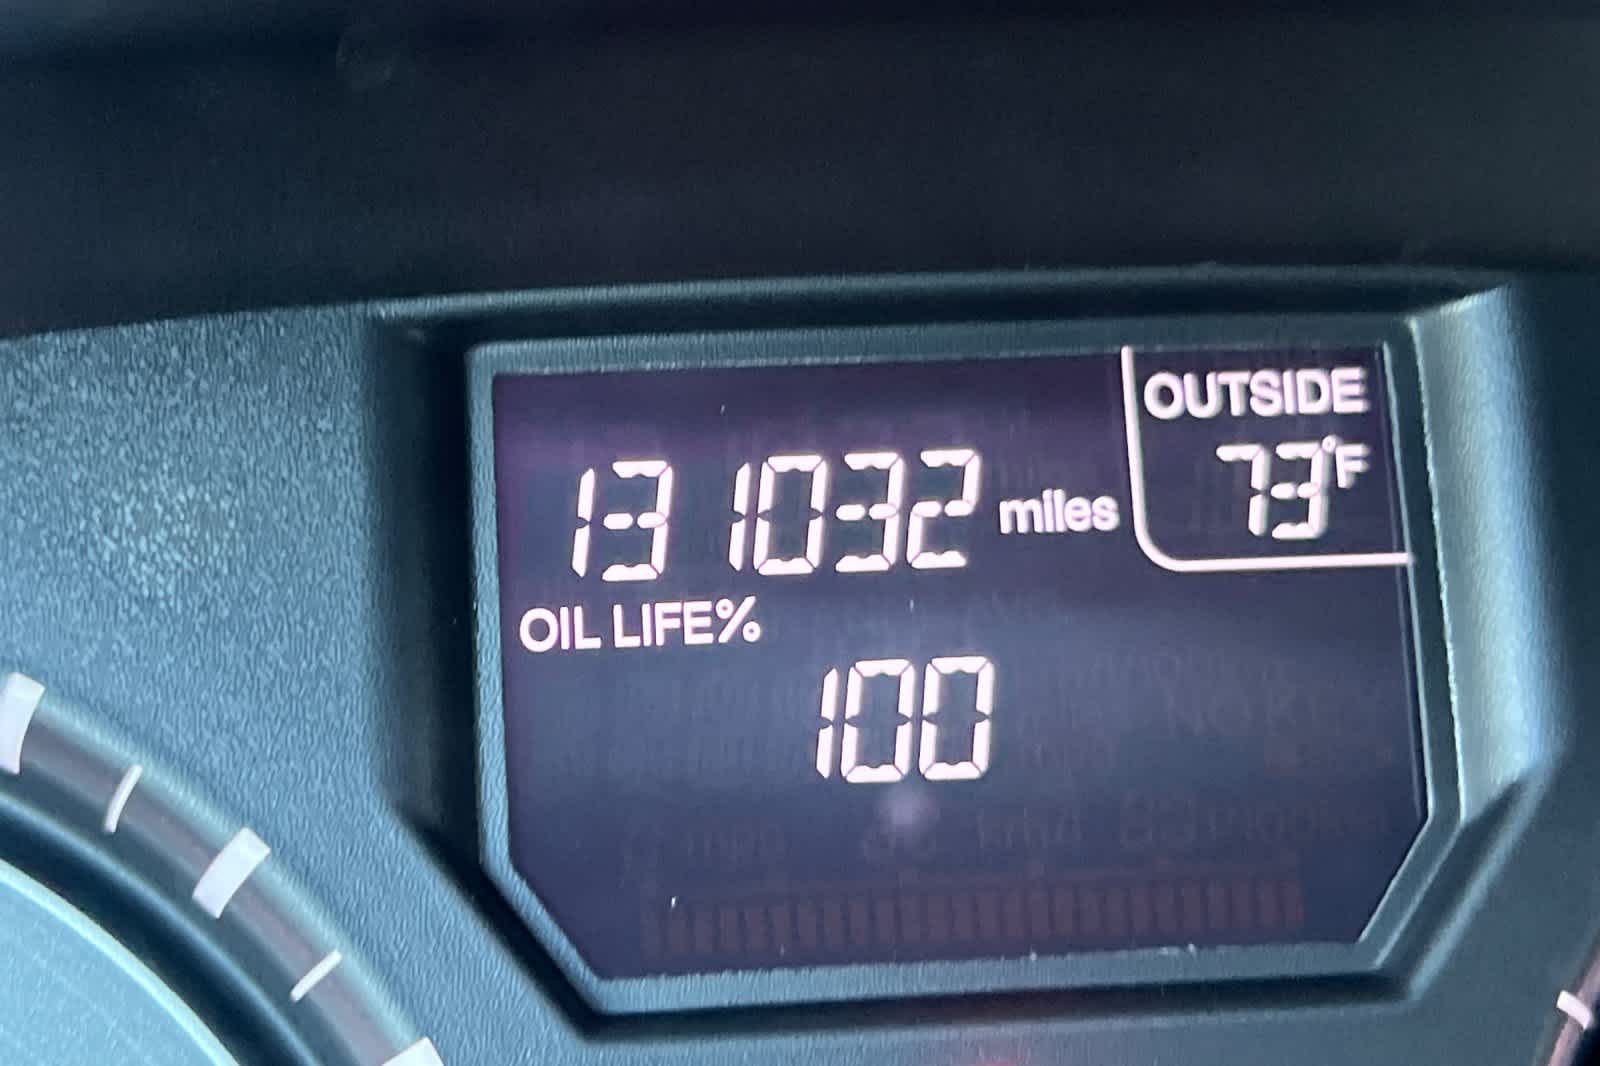 OUTSIDE
73°F
131032 miles
OIL LIFE%
100